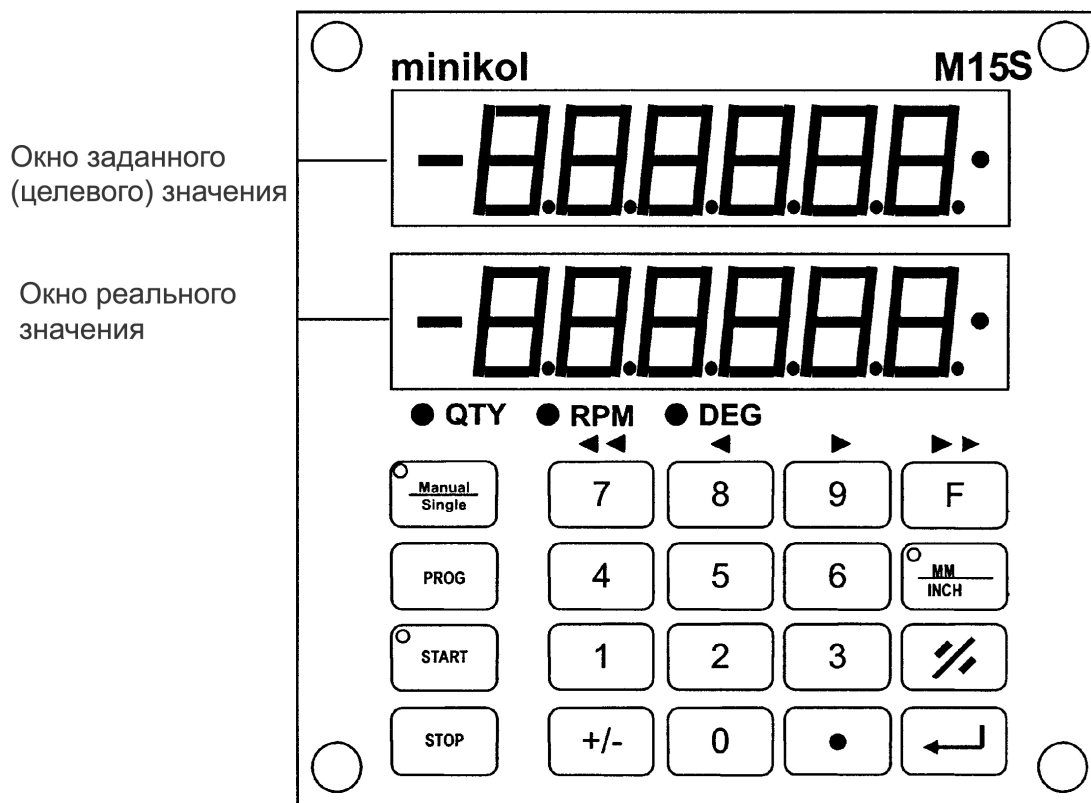 minikol M15S
Окно заданного
(целевого) значения
Окно реального
значения
QTY RPM DEG
Manual
Single
7 8 9 F
PROG 4 5 6 MM
INCH
START 1 2 3
STOP +/- 0 •